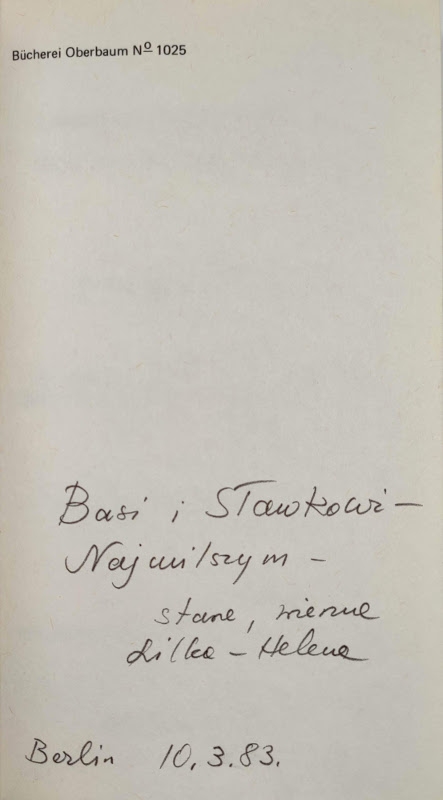 Bücherei Oberbaum Nº 1025
Basi i Sławkowi –
Najmilszym –
stare, wierne
Lilka – Helena
Berlin 10.3.83.